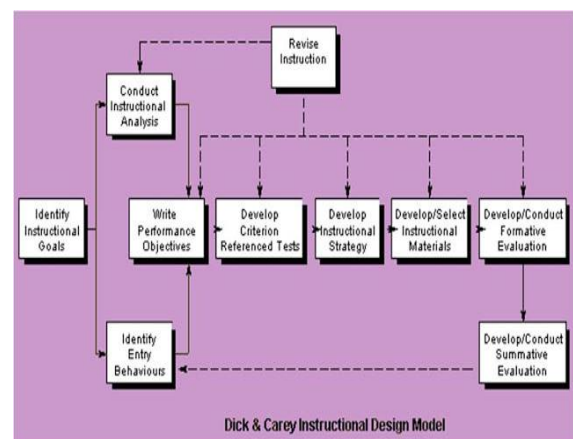 Revise
Instruction
Conduct
Instructional
Analysis
Identify
Instructional
Goals
Write
Performance
Objectives
Develop
Criterion
Referenced Tests
Develop
Instructional
Strategy
Develop/Select
Instructional
Materials
Develop/Conduct
Formative
Evaluation
Identify
Entry
Behaviours
Develop/Conduct
Summative
Evaluation
Dick & Carey Instructional Design Model